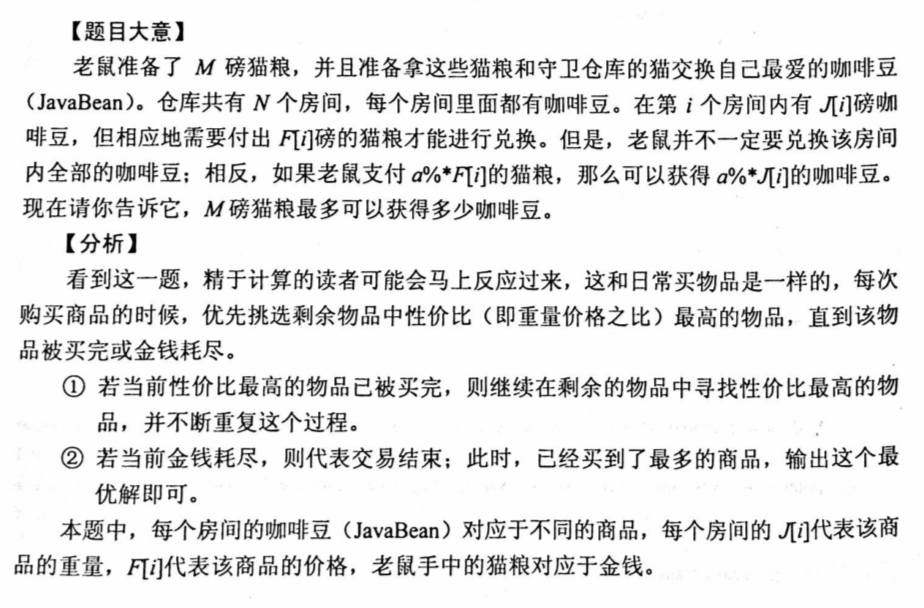 【题目大意】
老鼠准备了 M 磅猫粮，并且准备拿这些猫粮和守卫仓库的猫交换自己最爱的咖啡豆
（JavaBean）。仓库共有 N 个房间，每个房间里面都有咖啡豆。在第 i 个房间内有 J[i]磅咖
啡豆，但相应地需要付出 F[i]磅的猫粮才能进行兑换。但是，老鼠并不一定要兑换该房间
内全部的咖啡豆；相反，如果老鼠支付 a%*F[i]的猫粮，那么可以获得 a%*J[i]的咖啡豆。
现在请你告诉它，M 磅猫粮最多可以获得多少咖啡豆。
【分析】
看到这一题，精于计算的读者可能会马上反应过来，这和日常买物品是一样的，每次
购买商品的时候，优先挑选剩余物品中性价比（即重量价格之比）最高的物品，直到该物
品被买完或金钱耗尽。
① 若当前性价比最高的物品已被买完，则继续在剩余的物品中寻找性价比最高的物
品，并不断重复这个过程。
② 若当前金钱耗尽，则代表交易结束；此时，已经买到了最多的商品，输出这个最
优解即可。
本题中，每个房间的咖啡豆（JavaBean）对应于不同的商品，每个房间的 J[i]代表该商
品的重量，F[i]代表该商品的价格，老鼠手中的猫粮对应于金钱。